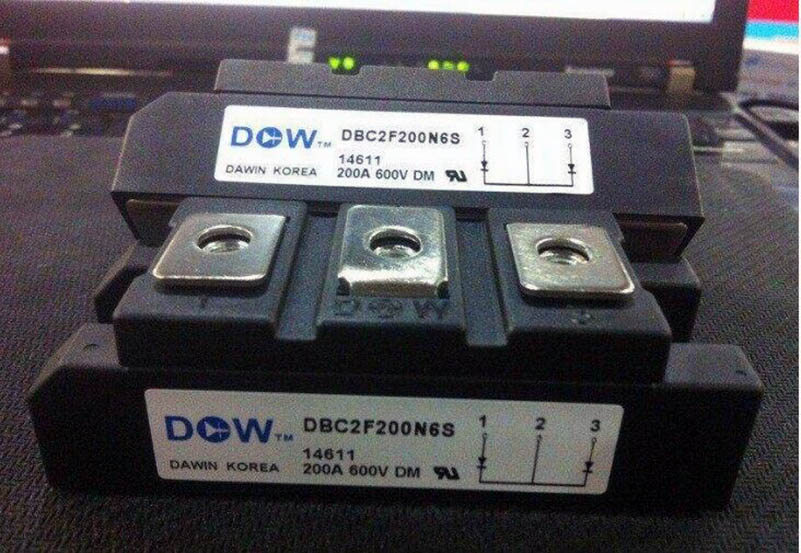 DOW™ DBC2F200N6S 1 2 3
14611
DAWIN KOREA 200A 600V DM
DOW
DOW™ DBC2F200N6S 1 2 3
14611
DAWIN KOREA 200A 600V DM